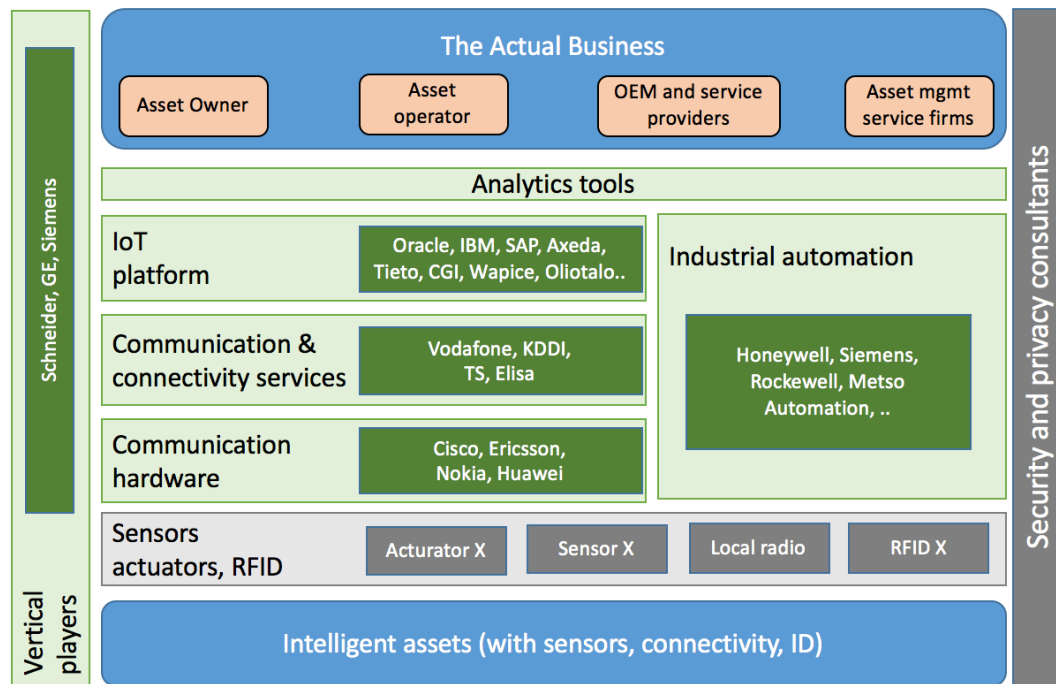 The Actual Business
Asset Owner
Asset
operator
OEM and service
providers
Asset mgmt
service firms
Analytics tools
IoT
platform
Oracle, IBM, SAP, Axeda,
Tieto, CGI, Wapice, Oliotalo..
Communication &
connectivity services
Vodafone, KDDI,
TS, Elisa
Communication
hardware
Cisco, Ericsson,
Nokia, Huawei
Industrial automation
Honeywell, Siemens,
Rockewell, Metso
Automation, ..
Sensors
actuators, RFID
Acturator X
Sensor X
Local radio
RFID X
Intelligent assets (with sensors, connectivity, ID)
Schneider, GE, Siemens
Vertical
players
Security and privacy consultants